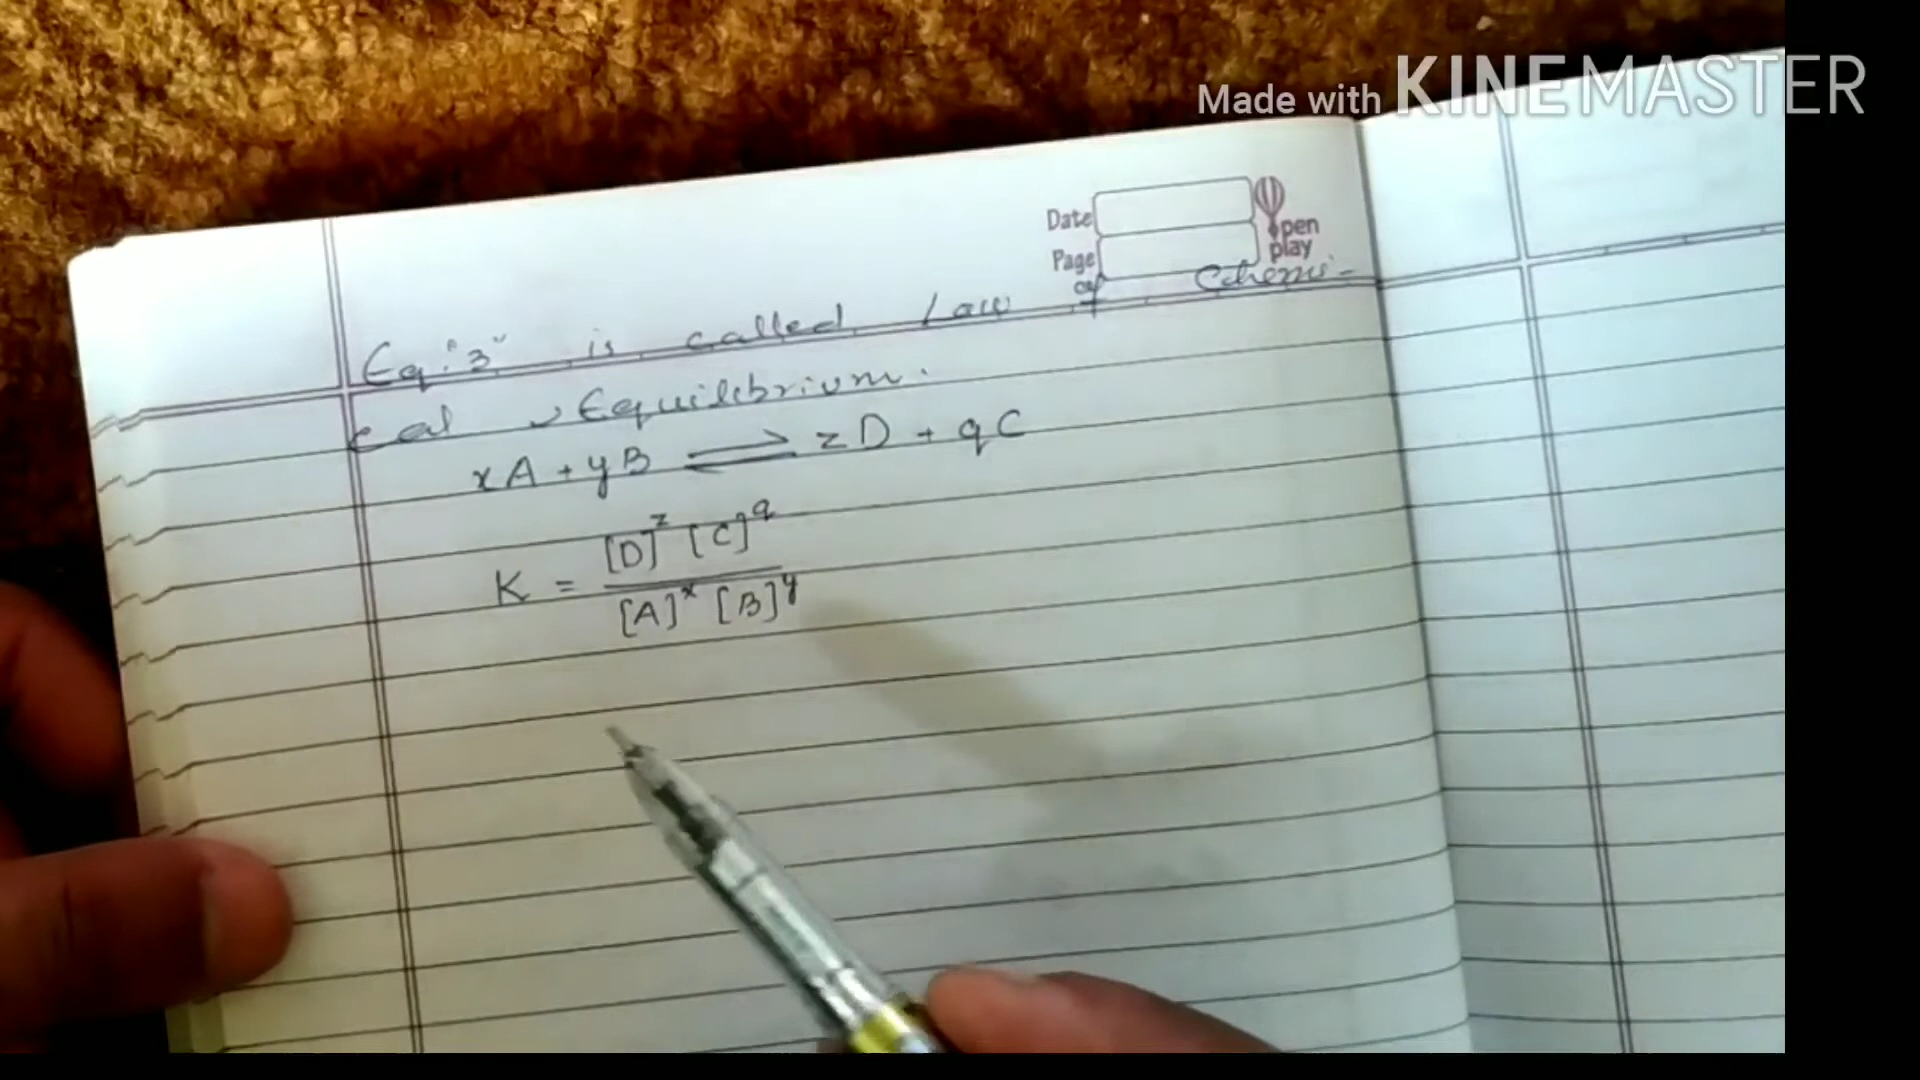 Made with KINEMASTER
Date
Page
open play
Eq: "3" is called Law of Chemi-
cal Equilibrium.
xA + yB ⇌ zD + qC
K = [D]^z [C]^q / [A]^x [B]^y